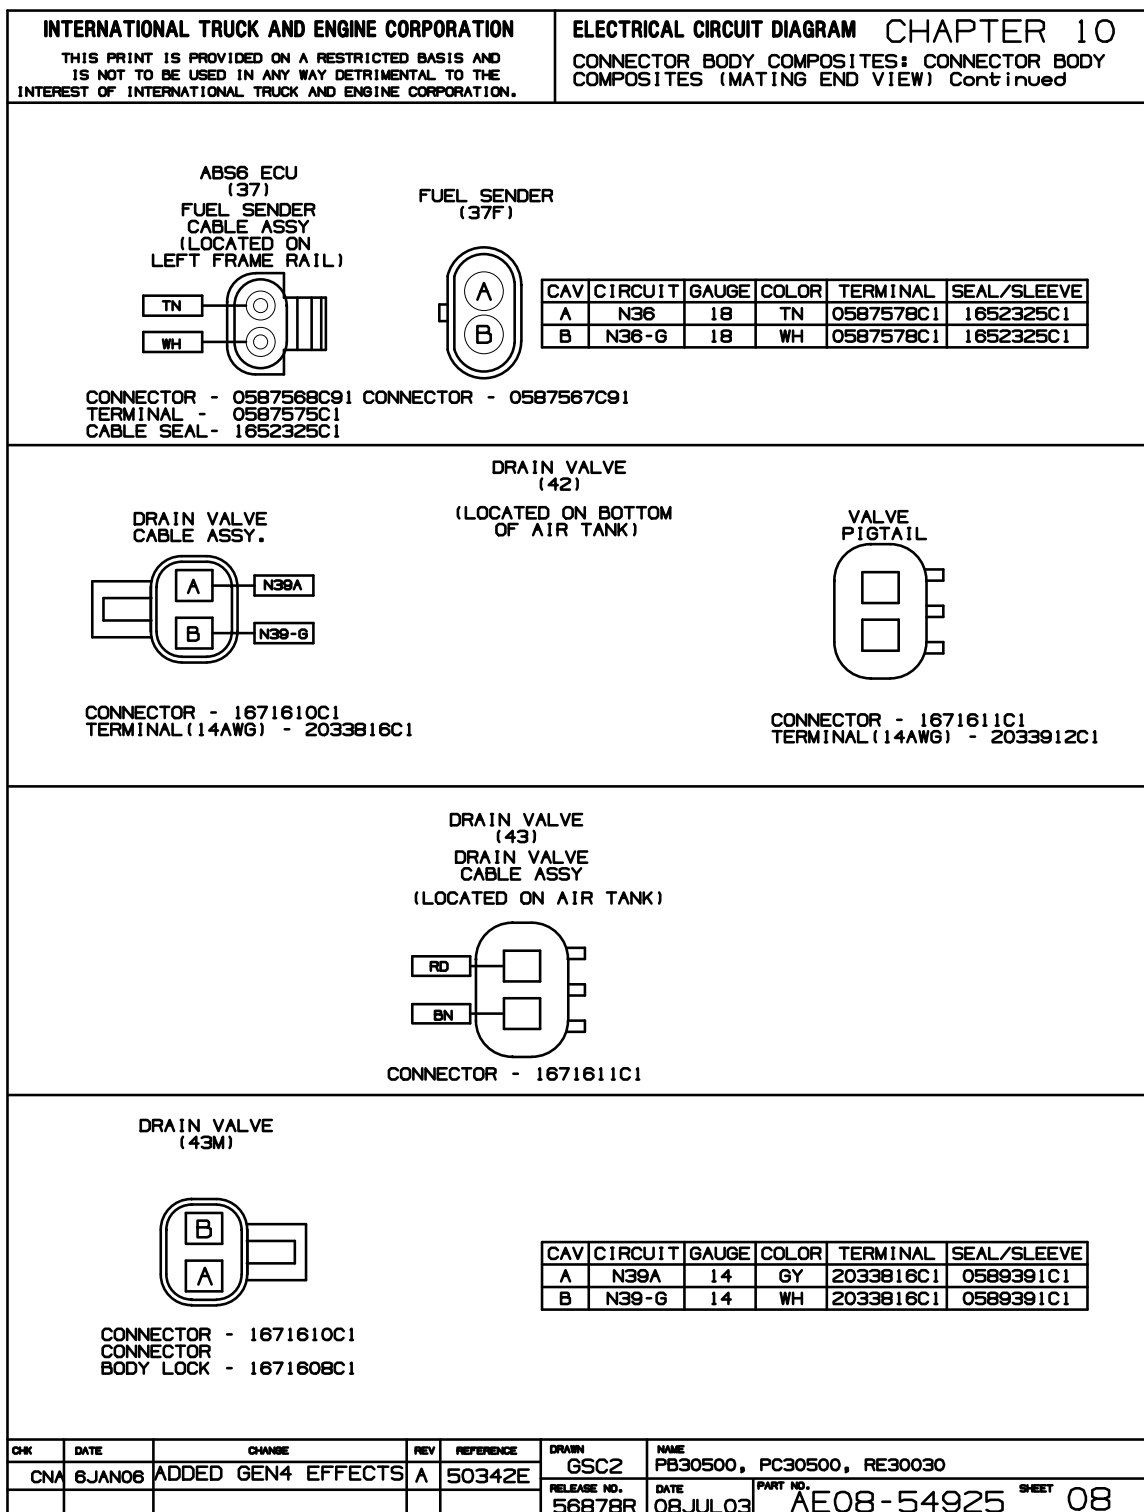 INTERNATIONAL TRUCK AND ENGINE CORPORATION
THIS PRINT IS PROVIDED ON A RESTRICTED BASIS AND
IS NOT TO BE USED IN ANY WAY DETRIMENTAL TO THE
INTEREST OF INTERNATIONAL TRUCK AND ENGINE CORPORATION.
ELECTRICAL CIRCUIT DIAGRAM CHAPTER 10
CONNECTOR BODY COMPOSITES: CONNECTOR BODY
COMPOSITES (MATING END VIEW) Continued
ABS6 ECU
(37)
FUEL SENDER
CABLE ASSY
(LOCATED ON
LEFT FRAME RAIL)
TN
WH
CONNECTOR - 0587568C91
TERMINAL - 0587575C1
CABLE SEAL- 1652325C1
FUEL SENDER
(37F)
A
B
CONNECTOR - 0587567C91
CAV CIRCUIT GAUGE COLOR TERMINAL SEAL/SLEEVE
A N36 18 TN 0587578C1 1652325C1
B N36-G 18 WH 0587578C1 1652325C1
DRAIN VALVE
(42)
(LOCATED ON BOTTOM
OF AIR TANK)
DRAIN VALVE
CABLE ASSY.
A N39A
B N39-G
CONNECTOR - 1671610C1
TERMINAL(14AWG) - 2033816C1
VALVE
PIGTAIL
CONNECTOR - 1671611C1
TERMINAL(14AWG) - 2033912C1
DRAIN VALVE
(43)
DRAIN VALVE
CABLE ASSY
(LOCATED ON AIR TANK)
RD
BN
CONNECTOR - 1671611C1
DRAIN VALVE
(43M)
B
A
CONNECTOR - 1671610C1
CONNECTOR
BODY LOCK - 1671608C1
CAV CIRCUIT GAUGE COLOR TERMINAL SEAL/SLEEVE
A N39A 14 GY 2033816C1 0589391C1
B N39-G 14 WH 2033816C1 0589391C1
CHK DATE CHANGE REV REFERENCE
CNA 6JAN06 ADDED GEN4 EFFECTS A 50342E
DRAWN
GSC2
NAME
PB30500, PC30500, RE30030
RELEASE NO.
56878R
DATE
08JUL03
PART NO.
AE08-54925
SHEET 08